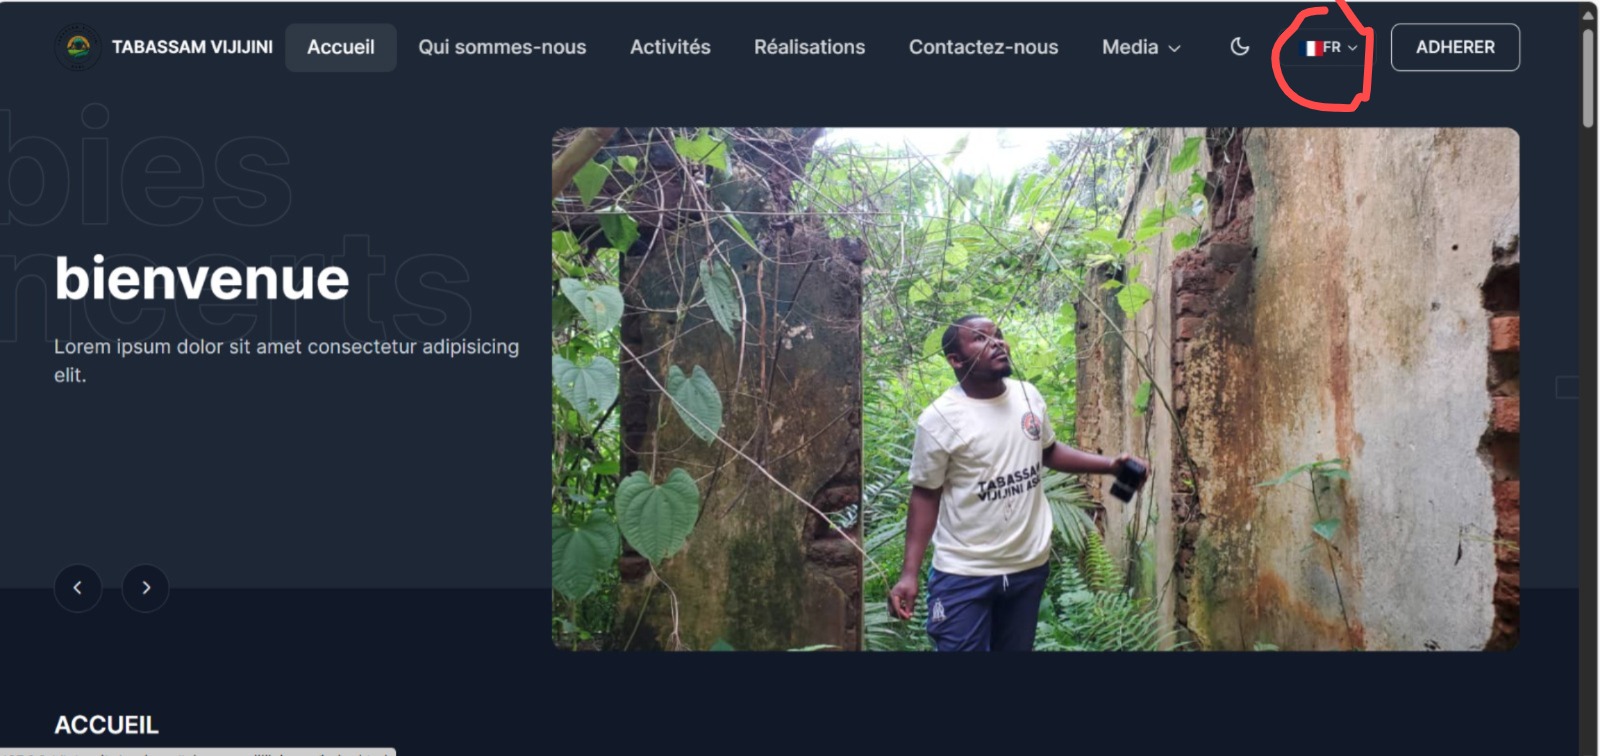 TABASSAM VIJIJINI
Accueil
Qui sommes-nous
Activités
Réalisations
Contactez-nous
Media
FR
ADHERER
bies
ncerts
bienvenue
Lorem ipsum dolor sit amet consectetur adipisicing
elit.
TABASSAM
VIJIJINI
ACCUEIL